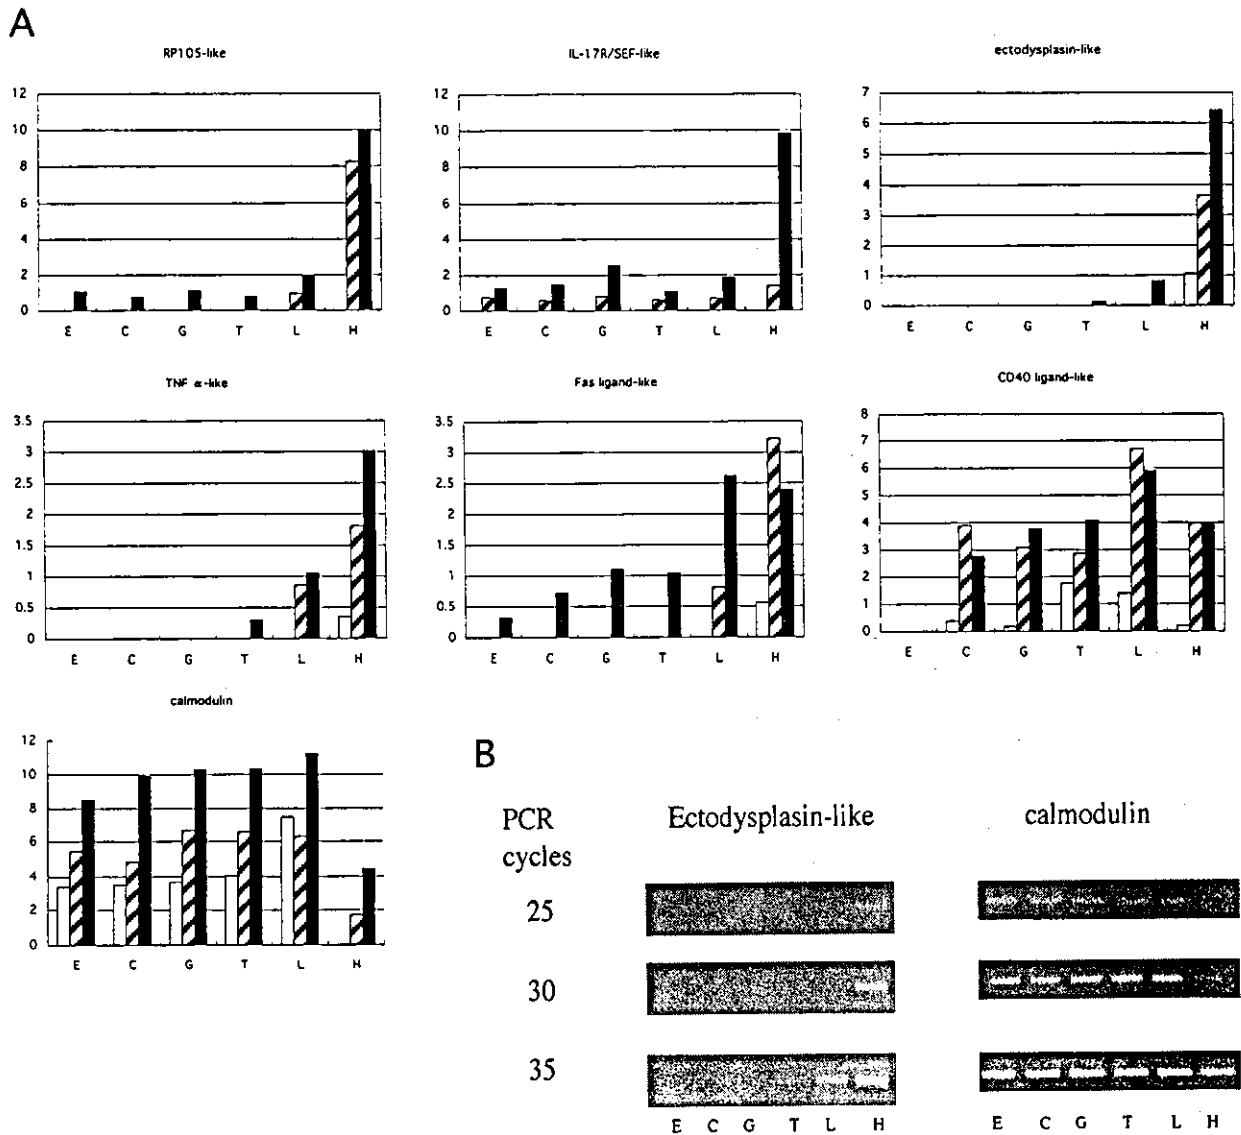 A
RP105-like
12
10
8
6
4
2
0
E C G T L H
IL-17R/SEF-like
12
10
8
6
4
2
0
E C G T L H
ectodysplasin-like
7
6
5
4
3
2
1
0
E C G T L H
TNF α-like
3.5
3
2.5
2
1.5
1
0.5
0
E C G T L H
Fas ligand-like
3.5
3
2.5
2
1.5
1
0.5
0
E C G T L H
CD40 ligand-like
8
7
6
5
4
3
2
1
0
E C G T L H
calmodulin
12
10
8
6
4
2
0
E C G T L H
B
PCR
cycles
Ectodysplasin-like
calmodulin
25
30
35
E C G T L H
E C G T L H